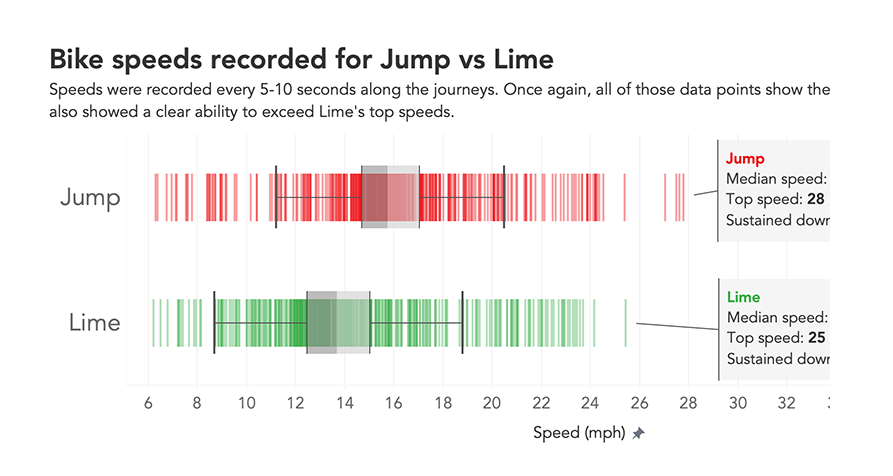 Bike speeds recorded for Jump vs Lime
Speeds were recorded every 5-10 seconds along the journeys. Once again, all of those data points show the
also showed a clear ability to exceed Lime's top speeds.
Jump
Median speed:
Top speed: 28
Sustained down
Jump
Lime
Median speed:
Top speed: 25
Sustained down
Lime
6 8 10 12 14 16 18 20 22 24 26 28 30 32
Speed (mph)